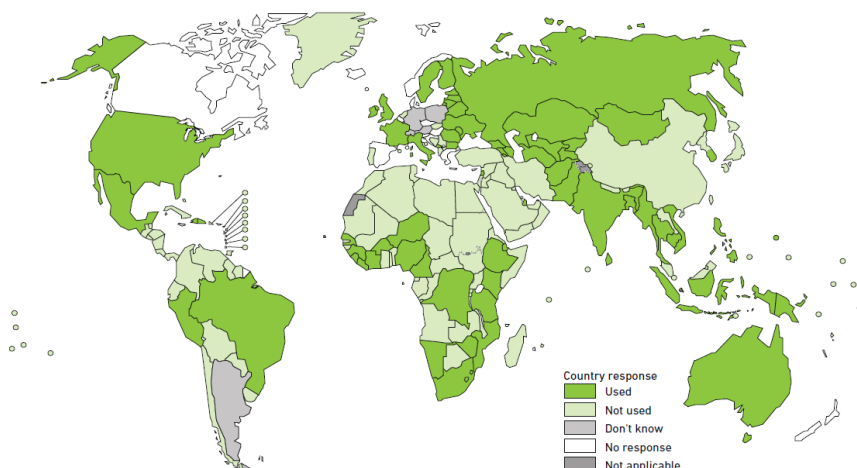 Country response
Used
Not used
Don't know
No response
Not applicable